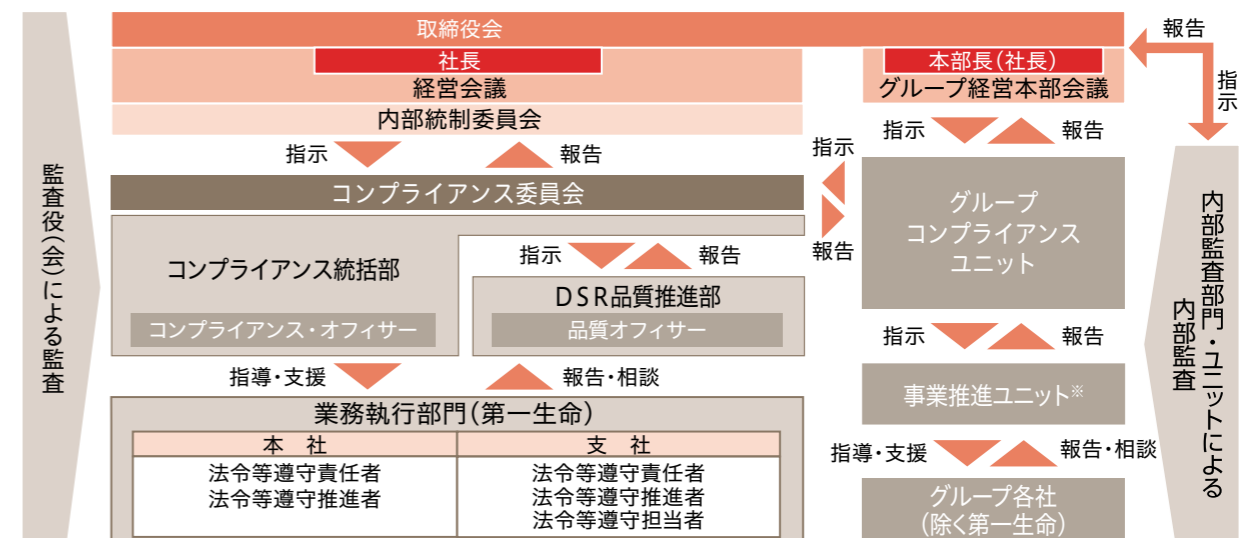 取締役会
社長
経営会議
内部統制委員会
本部長(社長)
グループ経営本部会議
報告
指示
指示
報告
指示
報告
コンプライアンス委員会
指示
報告
コンプライアンス統括部
コンプライアンス・オフィサー
指示
報告
DSR品質推進部
品質オフィサー
グループ
コンプライアンス
ユニット
指導・支援
報告・相談
指示
報告
業務執行部門(第一生命)
本 社
支 社
法令等遵守責任者
法令等遵守推進者
法令等遵守責任者
法令等遵守推進者
法令等遵守担当者
事業推進ユニット※
指導・支援
報告・相談
グループ各社
(除く第一生命)
監査役(会)による監査
内部監査部門・ユニットによる
内部監査